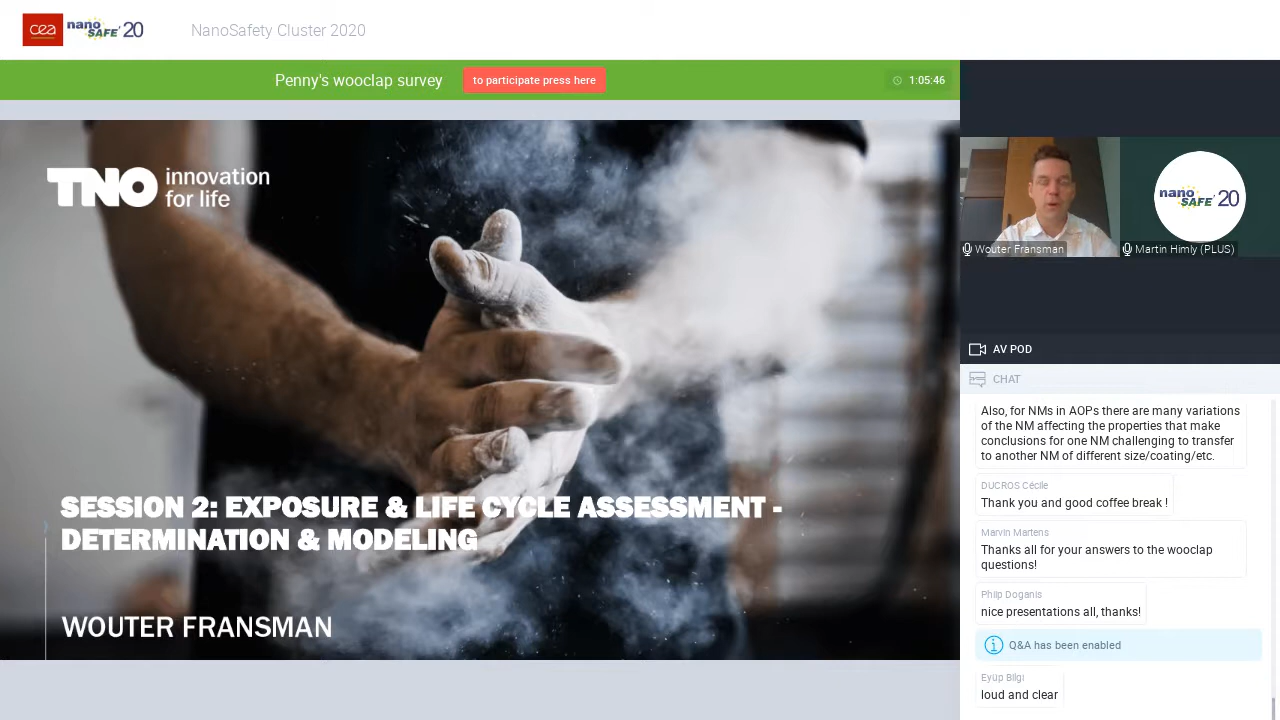 cea
nano SAFE' 20
NanoSafety Cluster 2020
Penny's wooclap survey
to participate press here
1:05:46
TNO innovation
for life
SESSION 2: EXPOSURE & LIFE CYCLE ASSESSMENT -
DETERMINATION & MODELING
WOUTER FRANSMAN
nano SAFE' 20
Wouter Fransman
Martin Himly (PLUS)
AV POD
CHAT
Also, for NMs in AOPs there are many variations
of the NM affecting the properties that make
conclusions for one NM challenging to transfer
to another NM of different size/coating/etc.
DUCROS Cécile
Thank you and good coffee break !
Marvin Martens
Thanks all for your answers to the wooclap
questions!
Philip Doganis
nice presentations all, thanks!
Q&A has been enabled
Eyüp Bilgi
loud and clear